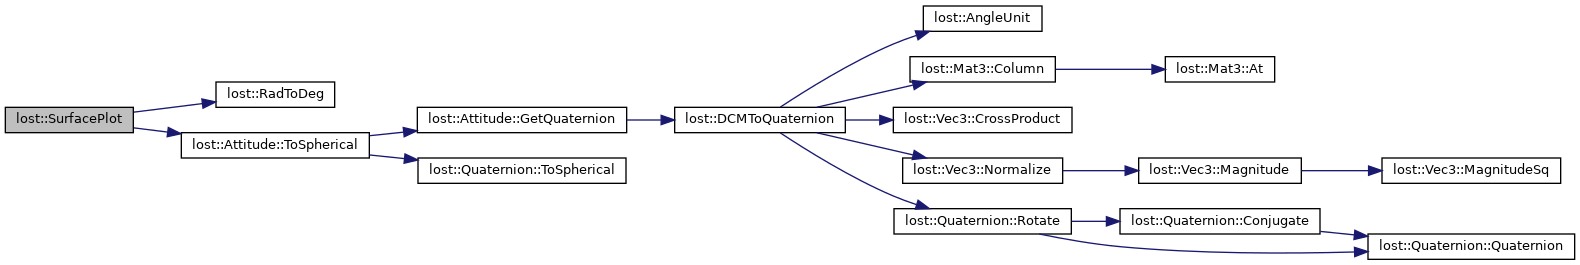 lost::SurfacePlot
lost::RadToDeg
lost::Attitude::ToSpherical
lost::Attitude::GetQuaternion
lost::Quaternion::ToSpherical
lost::DCMToQuaternion
lost::AngleUnit
lost::Mat3::Column
lost::Mat3::At
lost::Vec3::CrossProduct
lost::Vec3::Normalize
lost::Vec3::Magnitude
lost::Vec3::MagnitudeSq
lost::Quaternion::Rotate
lost::Quaternion::Conjugate
lost::Quaternion::Quaternion